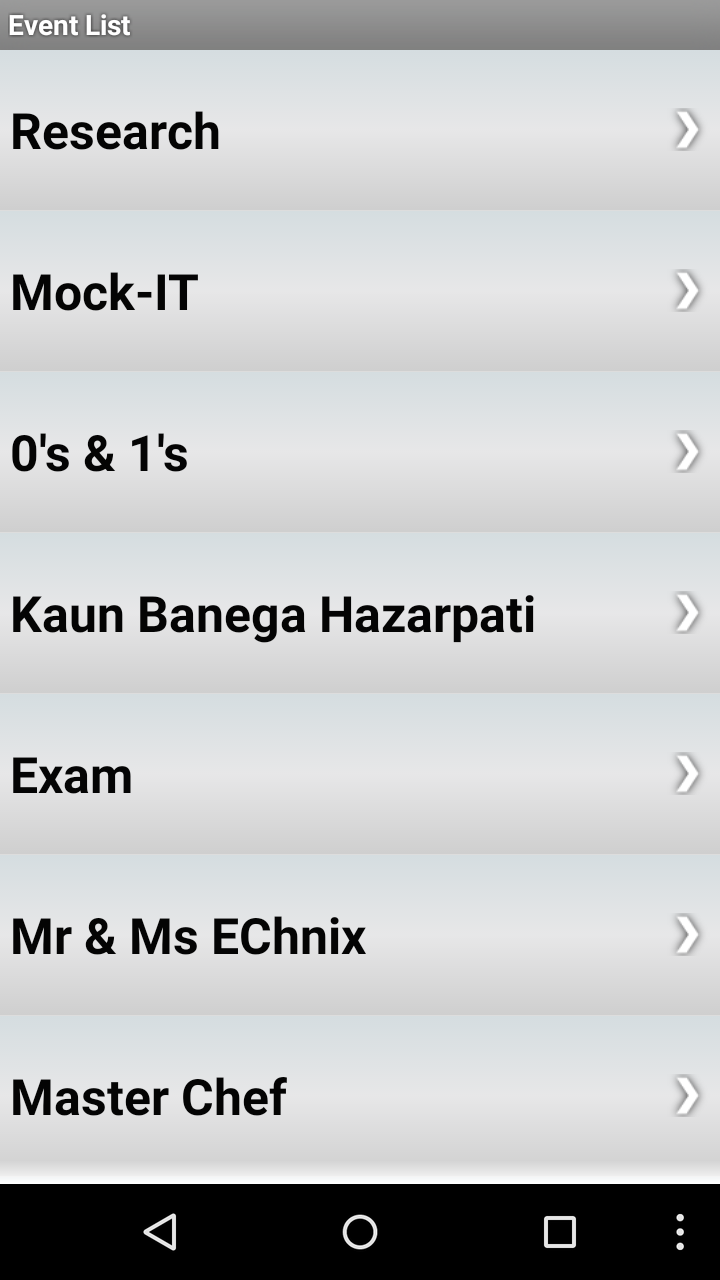 Event List
Research
Mock-IT
0's & 1's
Kaun Banega Hazarpati
Exam
Mr & Ms EChnix
Master Chef